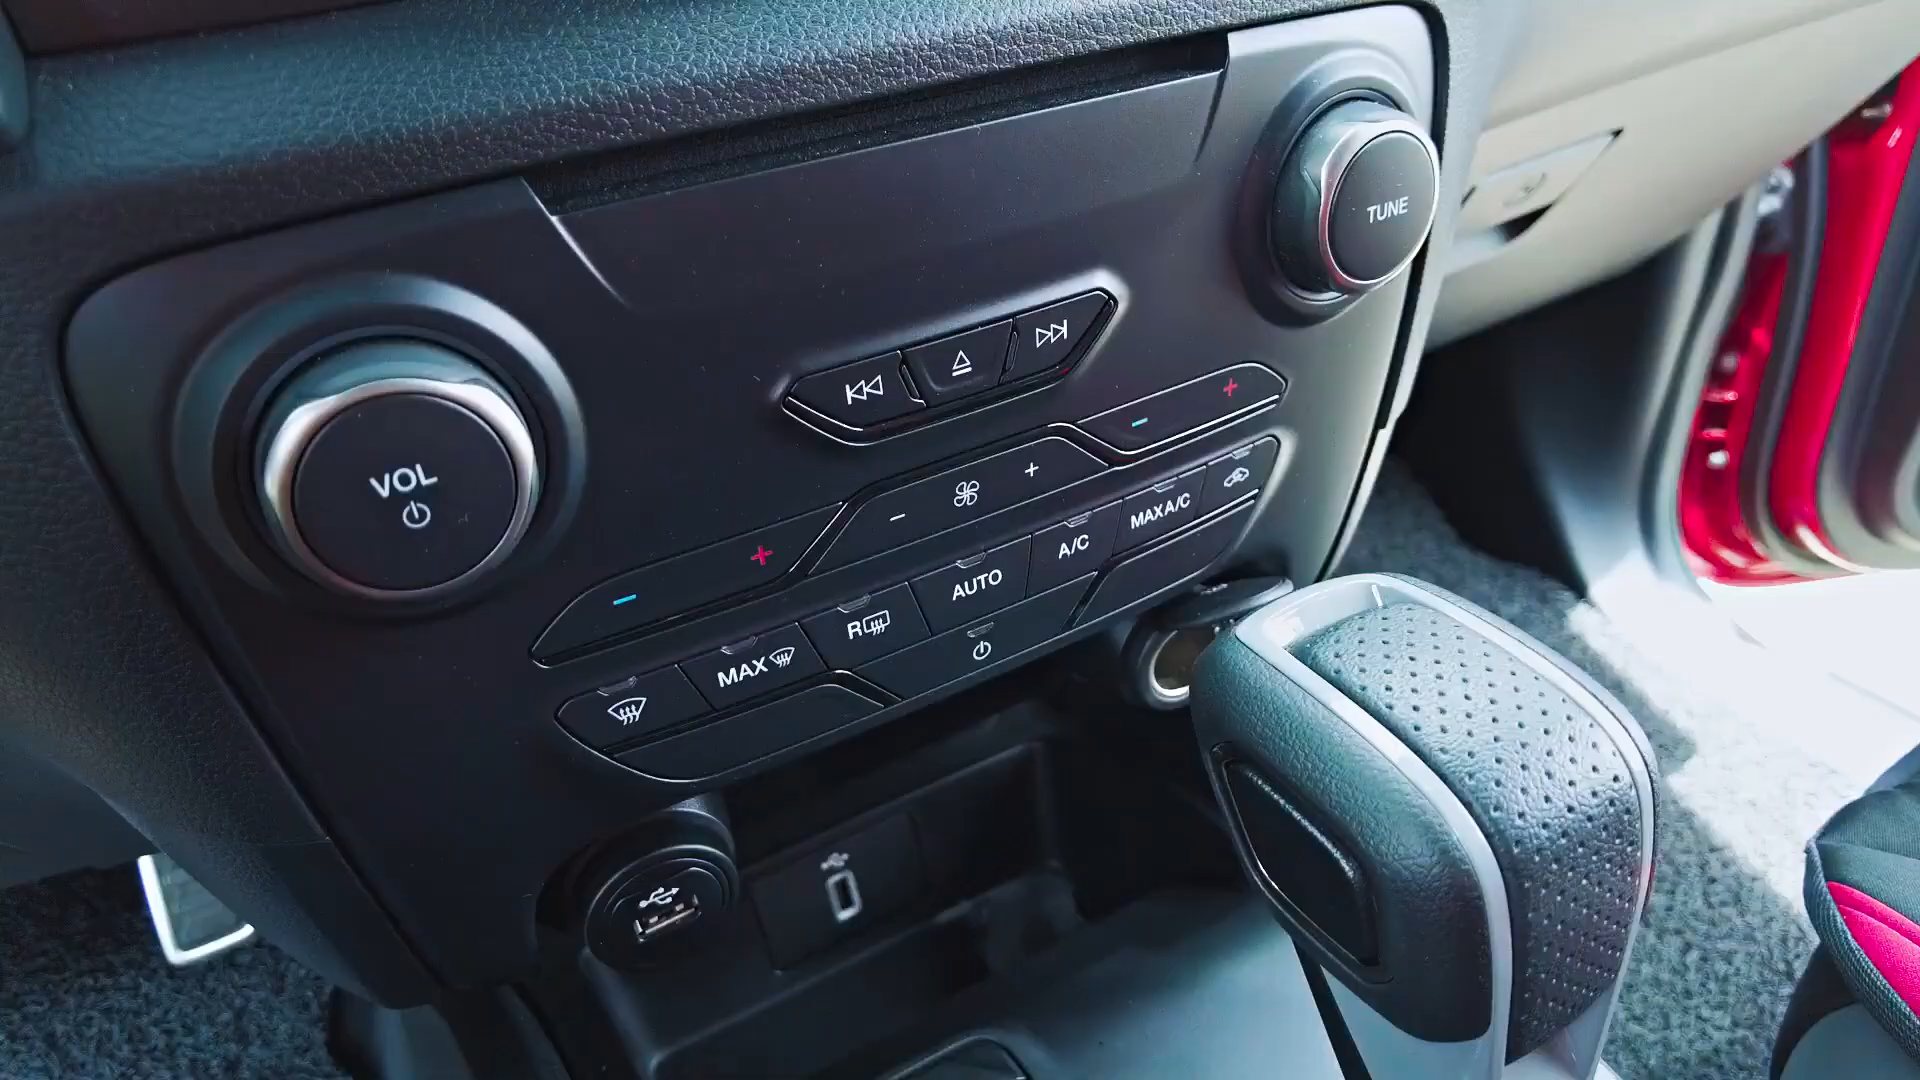 TUNE
VOL
- +
- +
- +
MAX A/C
A/C
AUTO
R
MAX